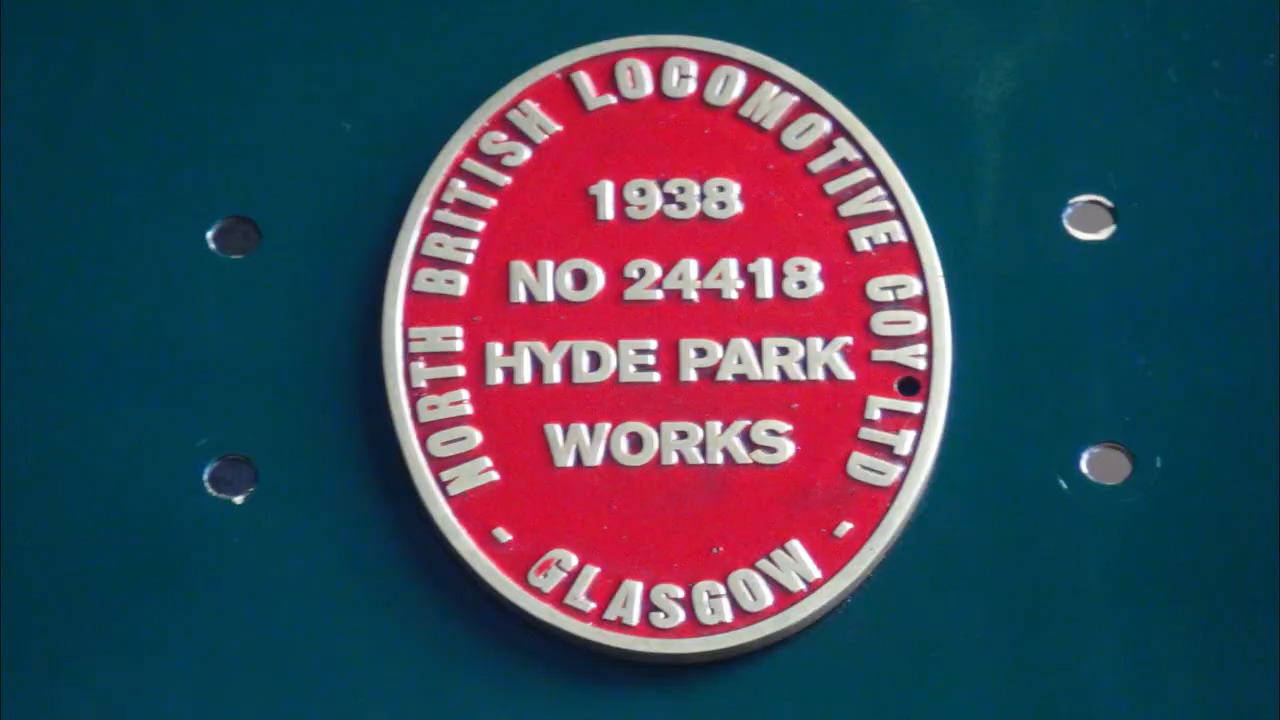 NORTH BRITISH LOCOMOTIVE COY LTD
1938
NO 24418
HYDE PARK
WORKS
- GLASGOW -